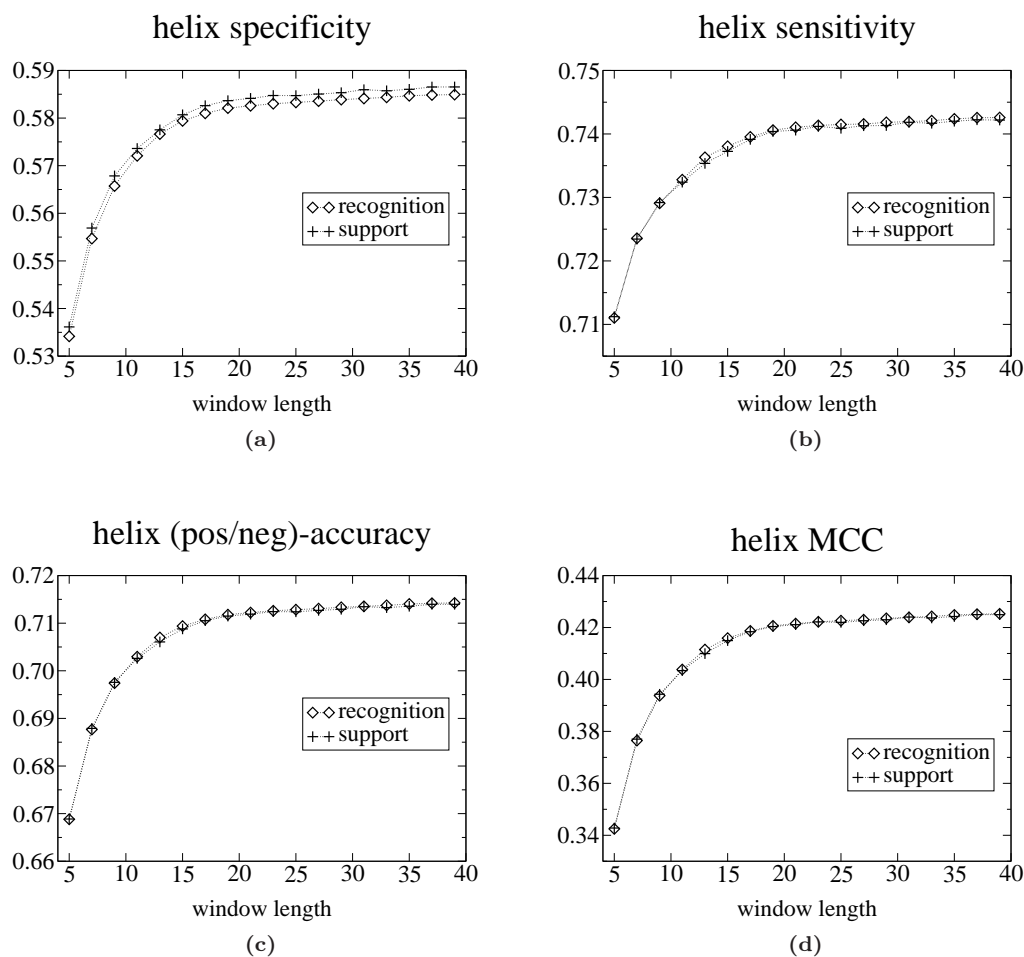 helix specificity
0.59
0.58
0.57
0.56
0.55
0.54
0.53
recognition
support
5 10 15 20 25 30 35 40
window length
(a)
helix sensitivity
0.75
0.74
0.73
0.72
0.71
recognition
support
5 10 15 20 25 30 35 40
window length
(b)
helix (pos/neg)-accuracy
0.72
0.71
0.70
0.69
0.68
0.67
0.66
recognition
support
5 10 15 20 25 30 35 40
window length
(c)
helix MCC
0.44
0.42
0.40
0.38
0.36
0.34
recognition
support
5 10 15 20 25 30 35 40
window length
(d)